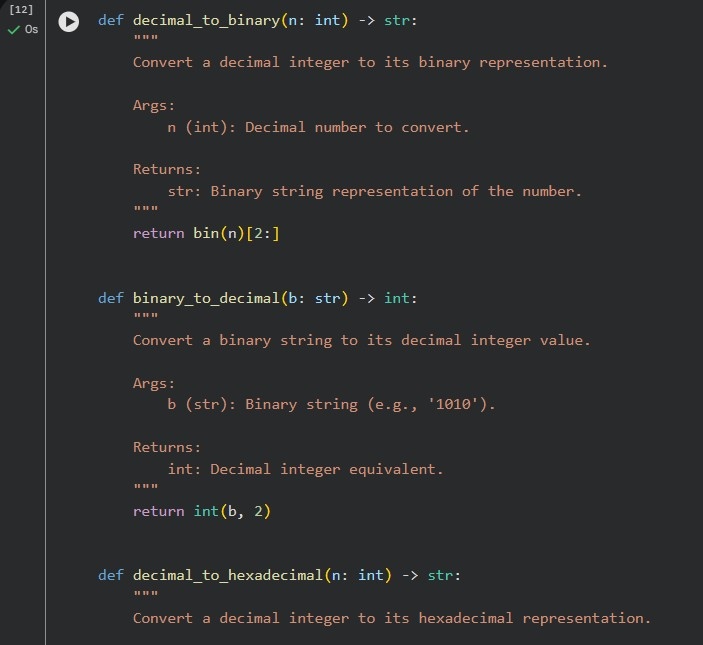 [12]
0s
def decimal_to_binary(n: int) -> str:
"""
Convert a decimal integer to its binary representation.
Args:
n (int): Decimal number to convert.
Returns:
str: Binary string representation of the number.
"""
return bin(n)[2:]
def binary_to_decimal(b: str) -> int:
"""
Convert a binary string to its decimal integer value.
Args:
b (str): Binary string (e.g., '1010').
Returns:
int: Decimal integer equivalent.
"""
return int(b, 2)
def decimal_to_hexadecimal(n: int) -> str:
"""
Convert a decimal integer to its hexadecimal representation.